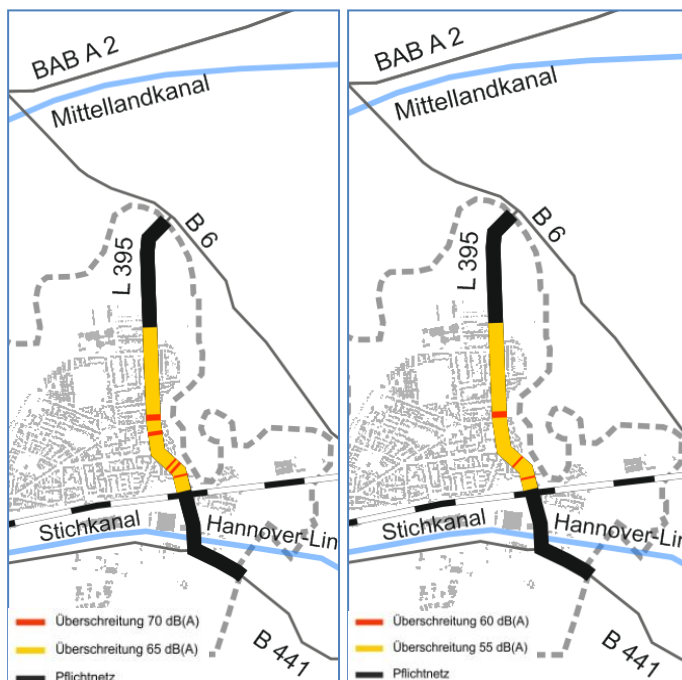 BAB A 2
Mittellandkanal
B 6
L 395
Stichkanal
Hannover-Lin
B 441
Überschreitung 70 dB(A)
Überschreitung 65 dB(A)
Pflichtnetz
BAB A 2
Mittellandkanal
B 6
L 395
Stichkanal
Hannover-Lin
B 441
Überschreitung 60 dB(A)
Überschreitung 55 dB(A)
Pflichtnetz